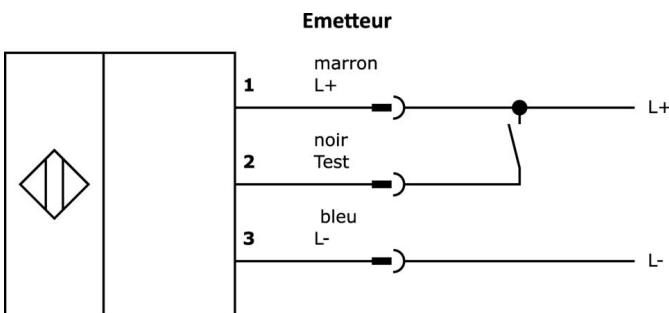 Emetteur
marron
1 L+ L+
noir
2 Test
bleu
3 L- L-